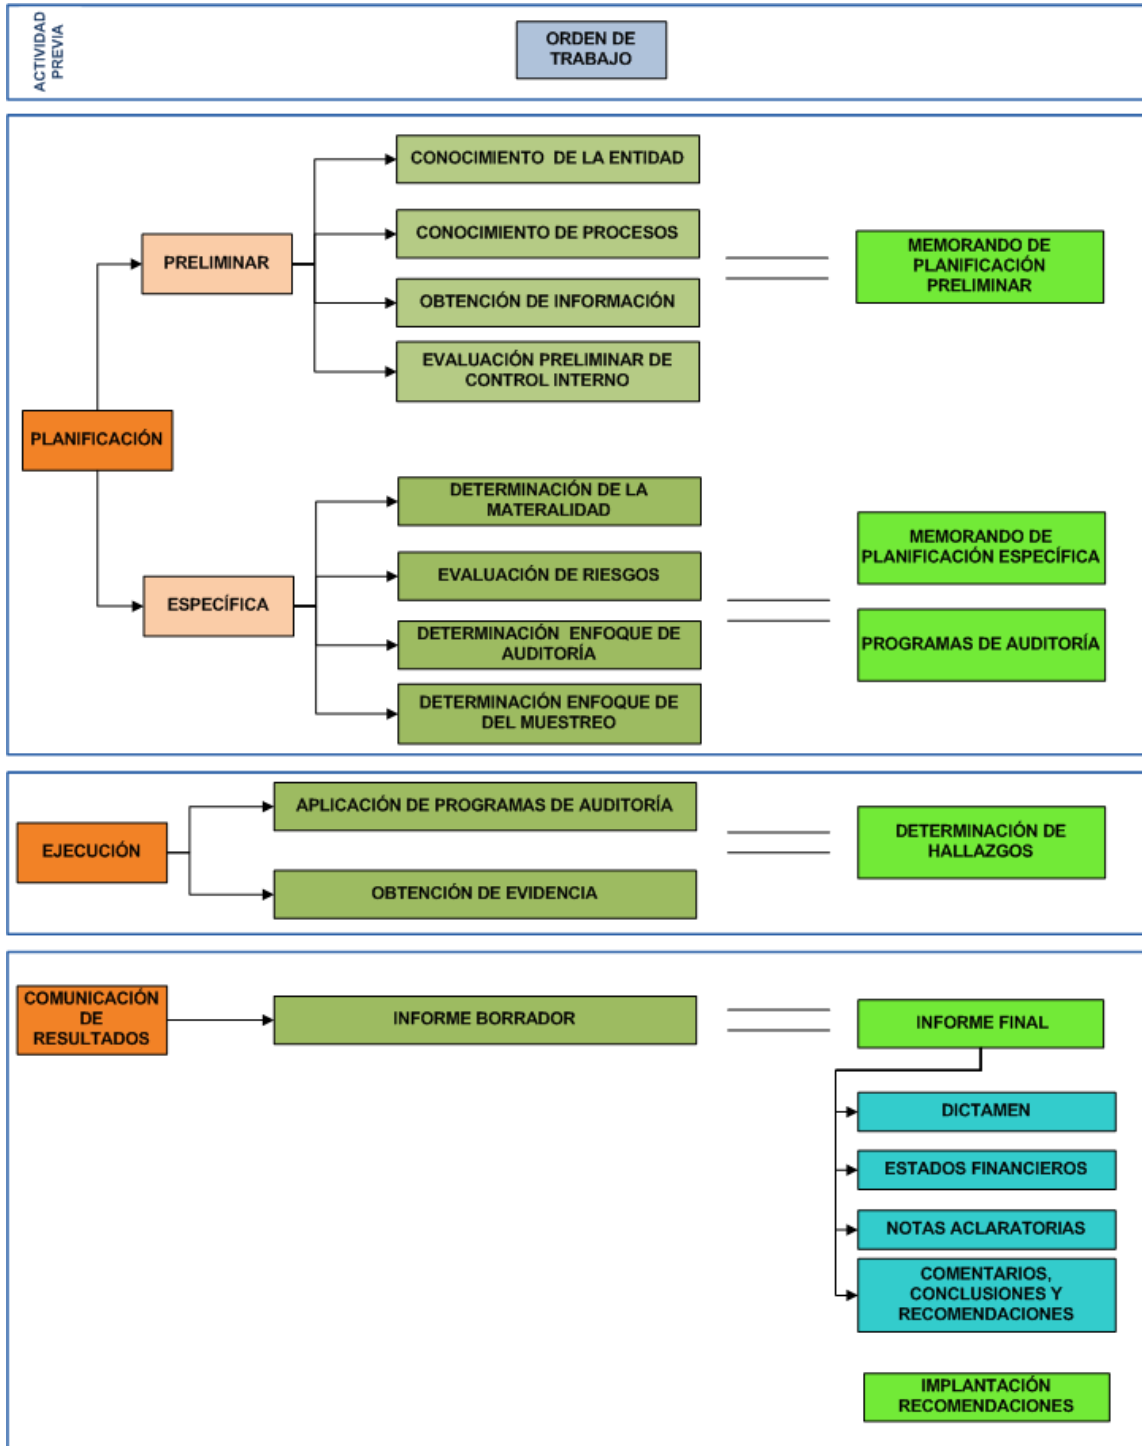 ACTIVIDAD
PREVIA
ORDEN DE
TRABAJO
CONOCIMIENTO DE LA ENTIDAD
CONOCIMIENTO DE PROCESOS
PRELIMINAR
OBTENCIÓN DE INFORMACIÓN
EVALUACIÓN PRELIMINAR DE
CONTROL INTERNO
MEMORANDO DE
PLANIFICACIÓN
PRELIMINAR
PLANIFICACIÓN
DETERMINACIÓN DE LA
MATERALIDAD
EVALUACIÓN DE RIESGOS
ESPECÍFICA
DETERMINACIÓN ENFOQUE DE
AUDITORÍA
DETERMINACIÓN ENFOQUE DE
DEL MUESTREO
MEMORANDO DE
PLANIFICACIÓN ESPECÍFICA
PROGRAMAS DE AUDITORÍA
EJECUCIÓN
APLICACIÓN DE PROGRAMAS DE AUDITORÍA
OBTENCIÓN DE EVIDENCIA
DETERMINACIÓN DE
HALLAZGOS
COMUNICACIÓN
DE
RESULTADOS
INFORME BORRADOR
INFORME FINAL
DICTAMEN
ESTADOS FINANCIEROS
NOTAS ACLARATORIAS
COMENTARIOS,
CONCLUSIONES Y
RECOMENDACIONES
IMPLANTACIÓN
RECOMENDACIONES